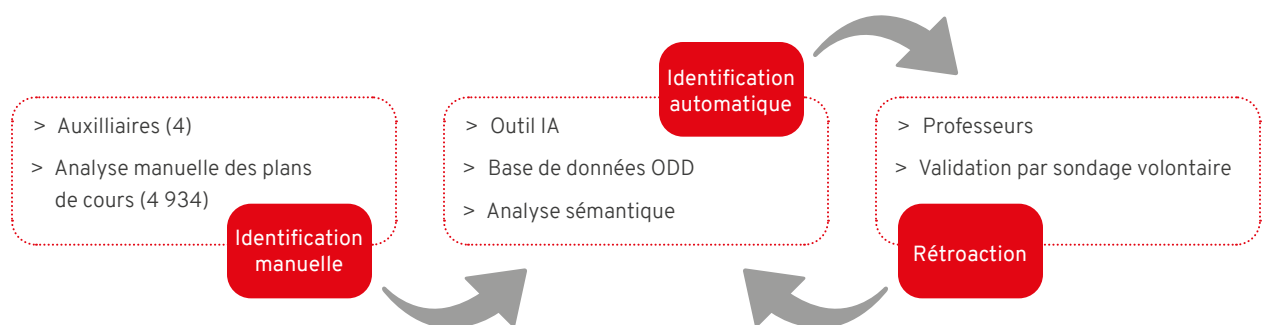 > Auxilliaires (4)
> Analyse manuelle des plans
de cours (4 934)
Identification
manuelle
Identification
automatique
> Outil IA
> Base de données ODD
> Analyse sémantique
> Professeurs
> Validation par sondage volontaire
Rétroaction